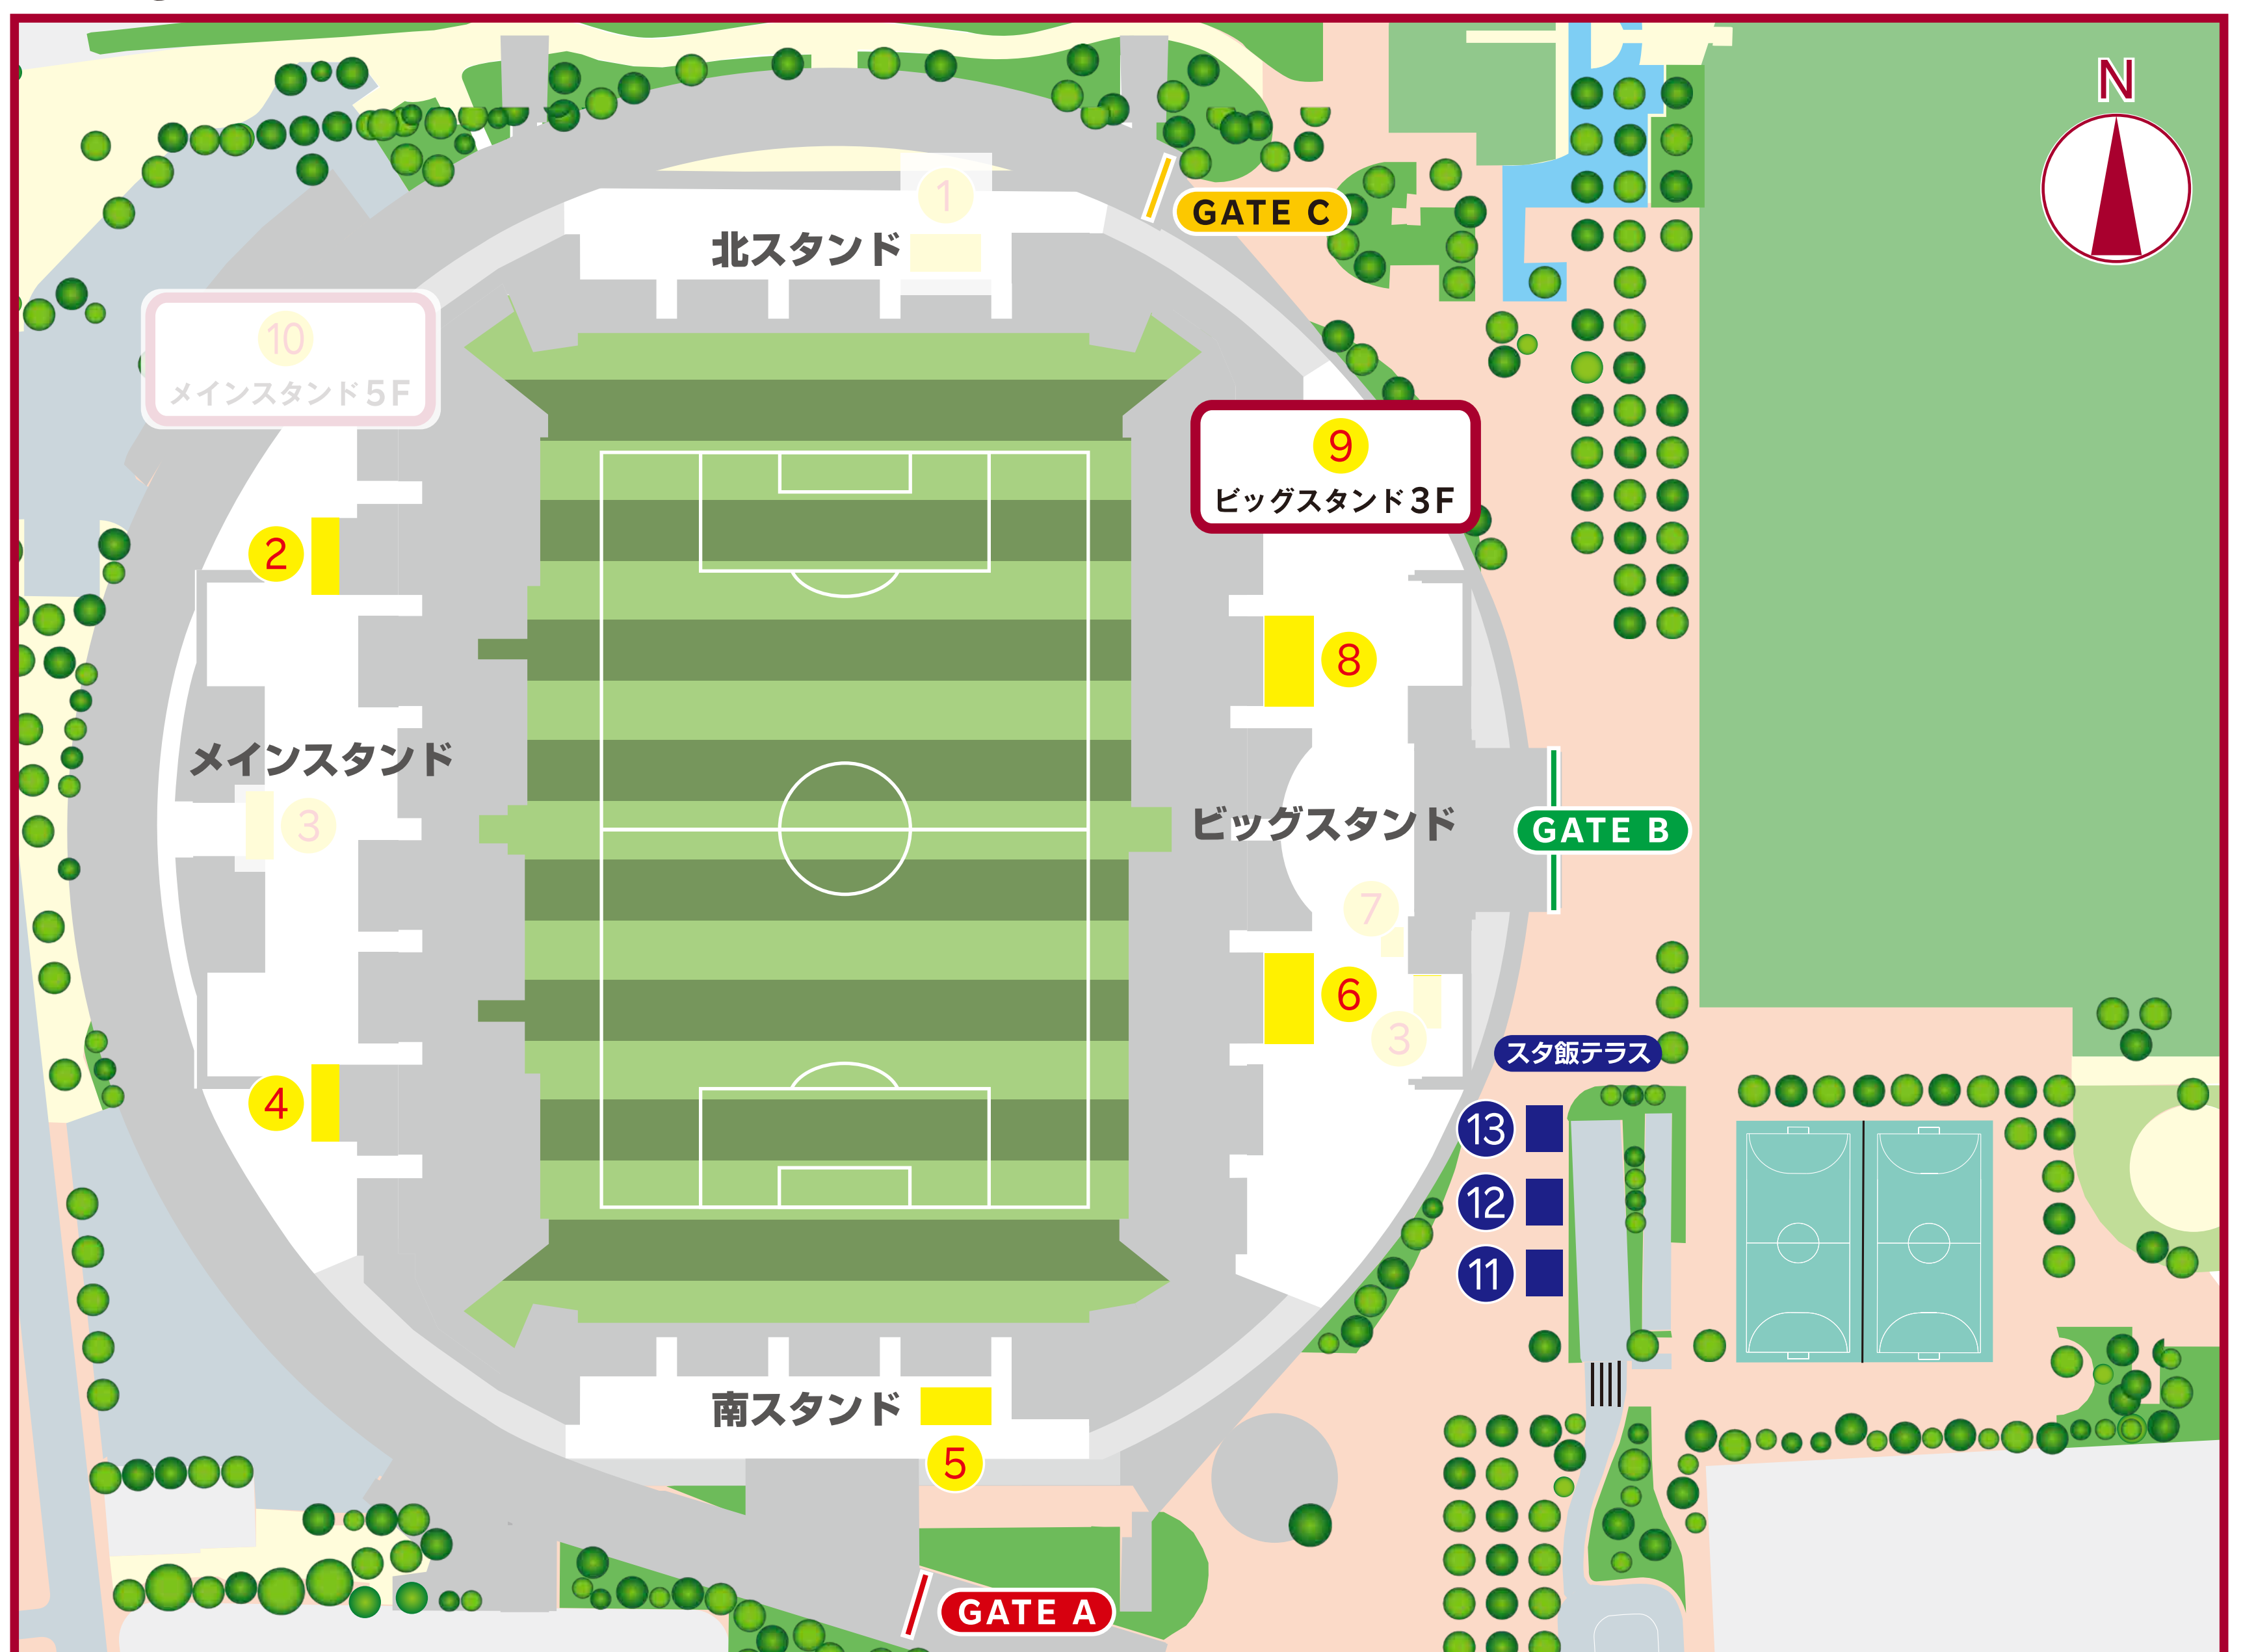 N
1
GATE C
北スタンド
10
メインスタンド5F
9
ビッグスタンド3F
2
8
メインスタンド
3
ビッグスタンド
GATE B
7
6
3
スタ飯テラス
4
13
12
11
南スタンド
5
GATE A